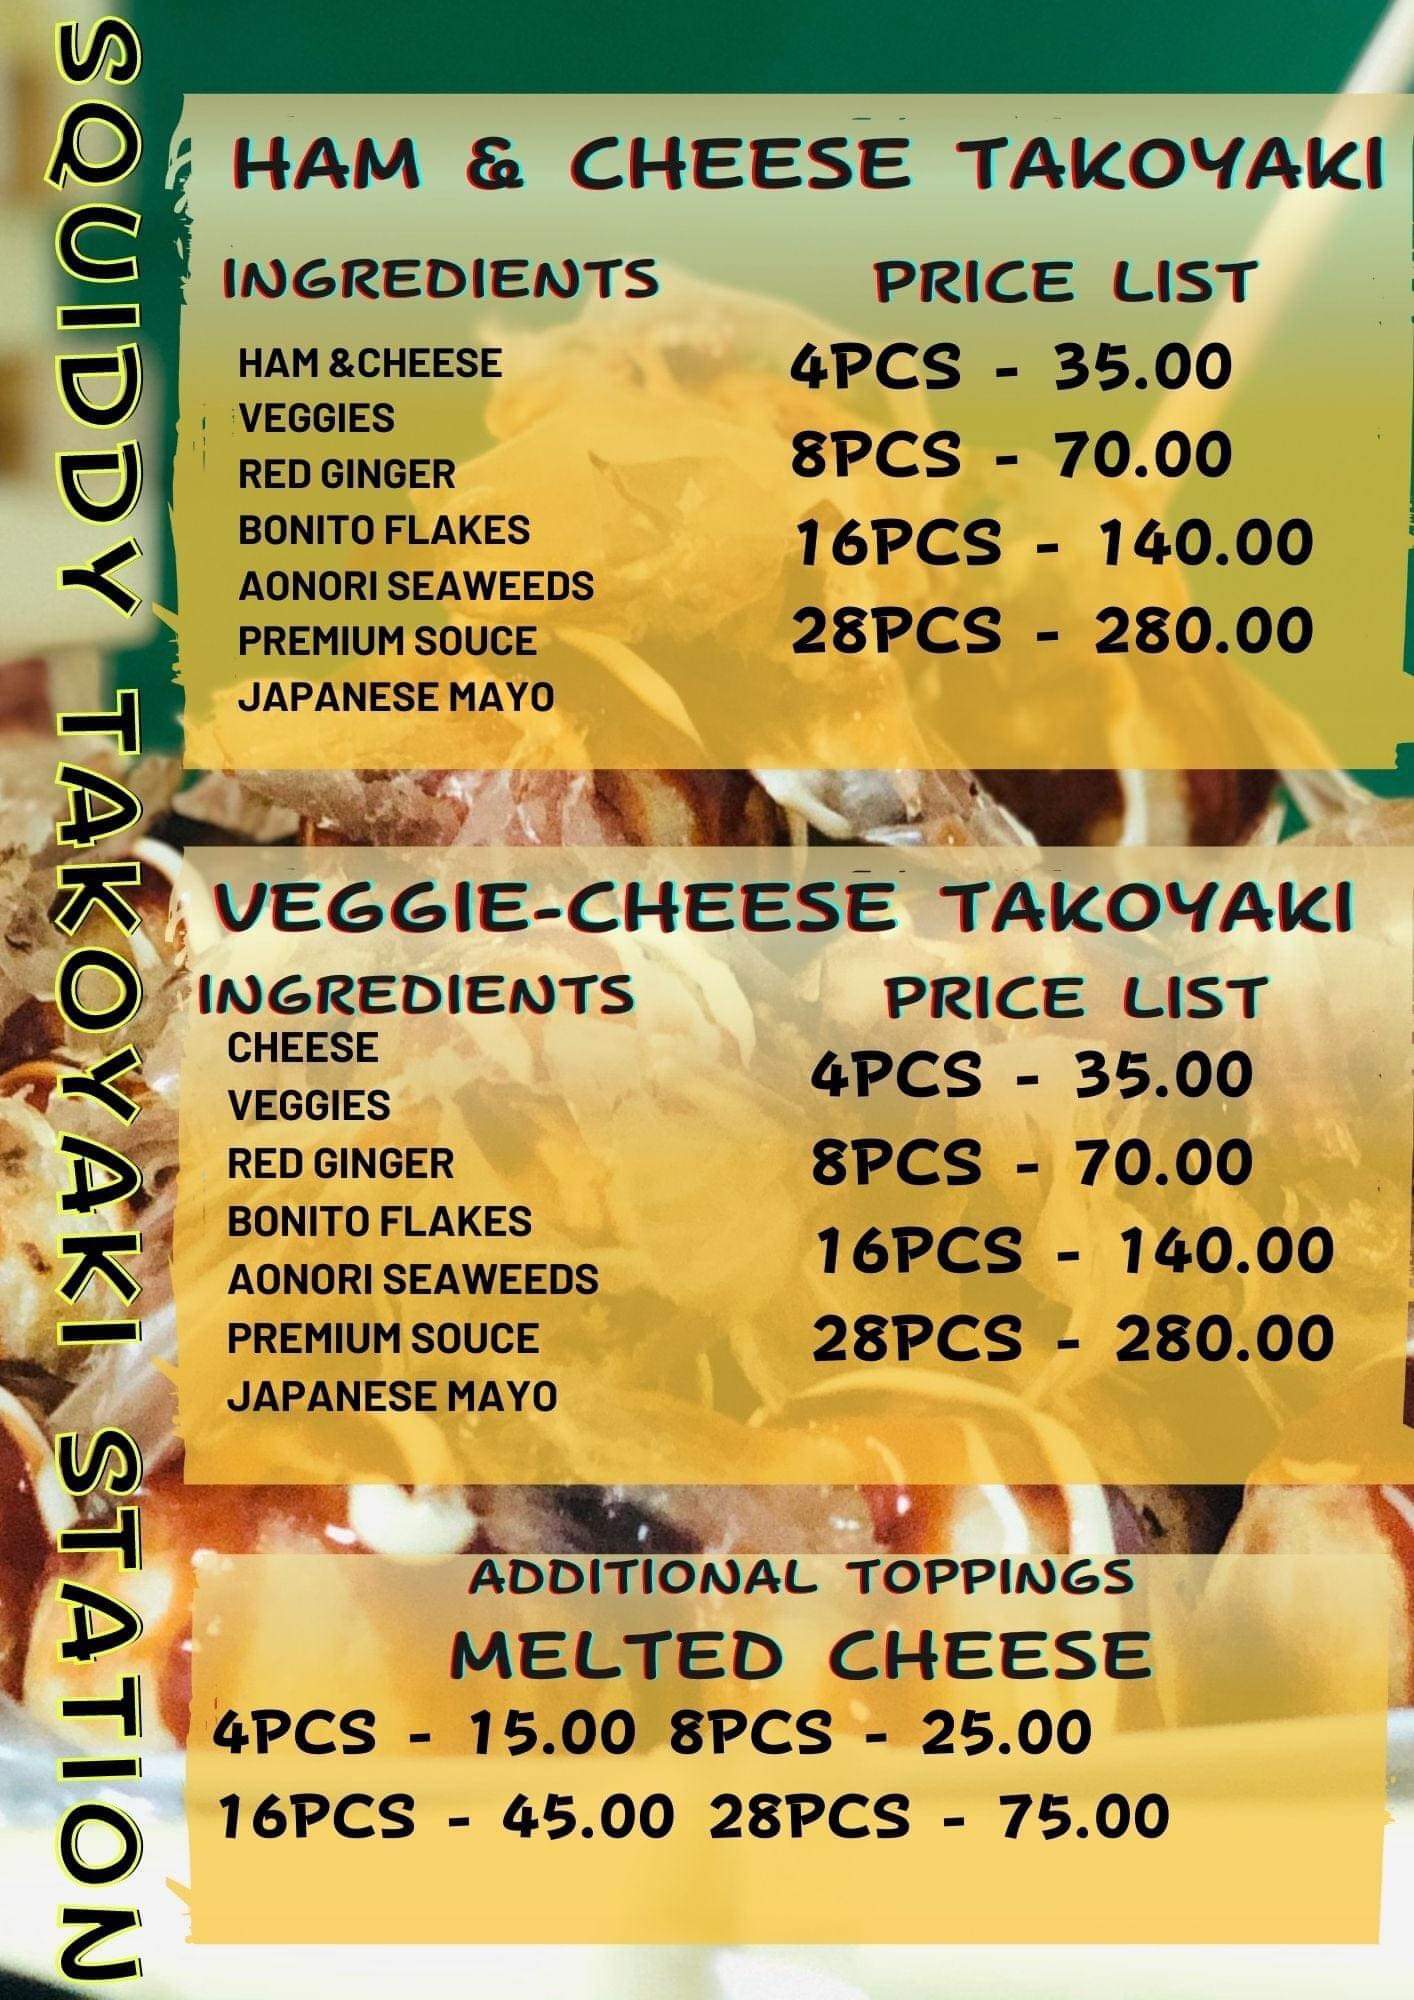 SQUIDDY TAKOYAKI STATION
HAM & CHEESE TAKOYAKI
INGREDIENTS
HAM &CHEESE
VEGGIES
RED GINGER
BONITO FLAKES
AONORI SEAWEEDS
PREMIUM SOUCE
JAPANESE MAYO
PRICE LIST
4PCS - 35.00
8PCS - 70.00
16PCS - 140.00
28PCS - 280.00
VEGGIE-CHEESE TAKOYAKI
INGREDIENTS
CHEESE
VEGGIES
RED GINGER
BONITO FLAKES
AONORI SEAWEEDS
PREMIUM SOUCE
JAPANESE MAYO
PRICE LIST
4PCS - 35.00
8PCS - 70.00
16PCS - 140.00
28PCS - 280.00
ADDITIONAL TOPPINGS
MELTED CHEESE
4PCS - 15.00 8PCS - 25.00
16PCS - 45.00 28PCS - 75.00